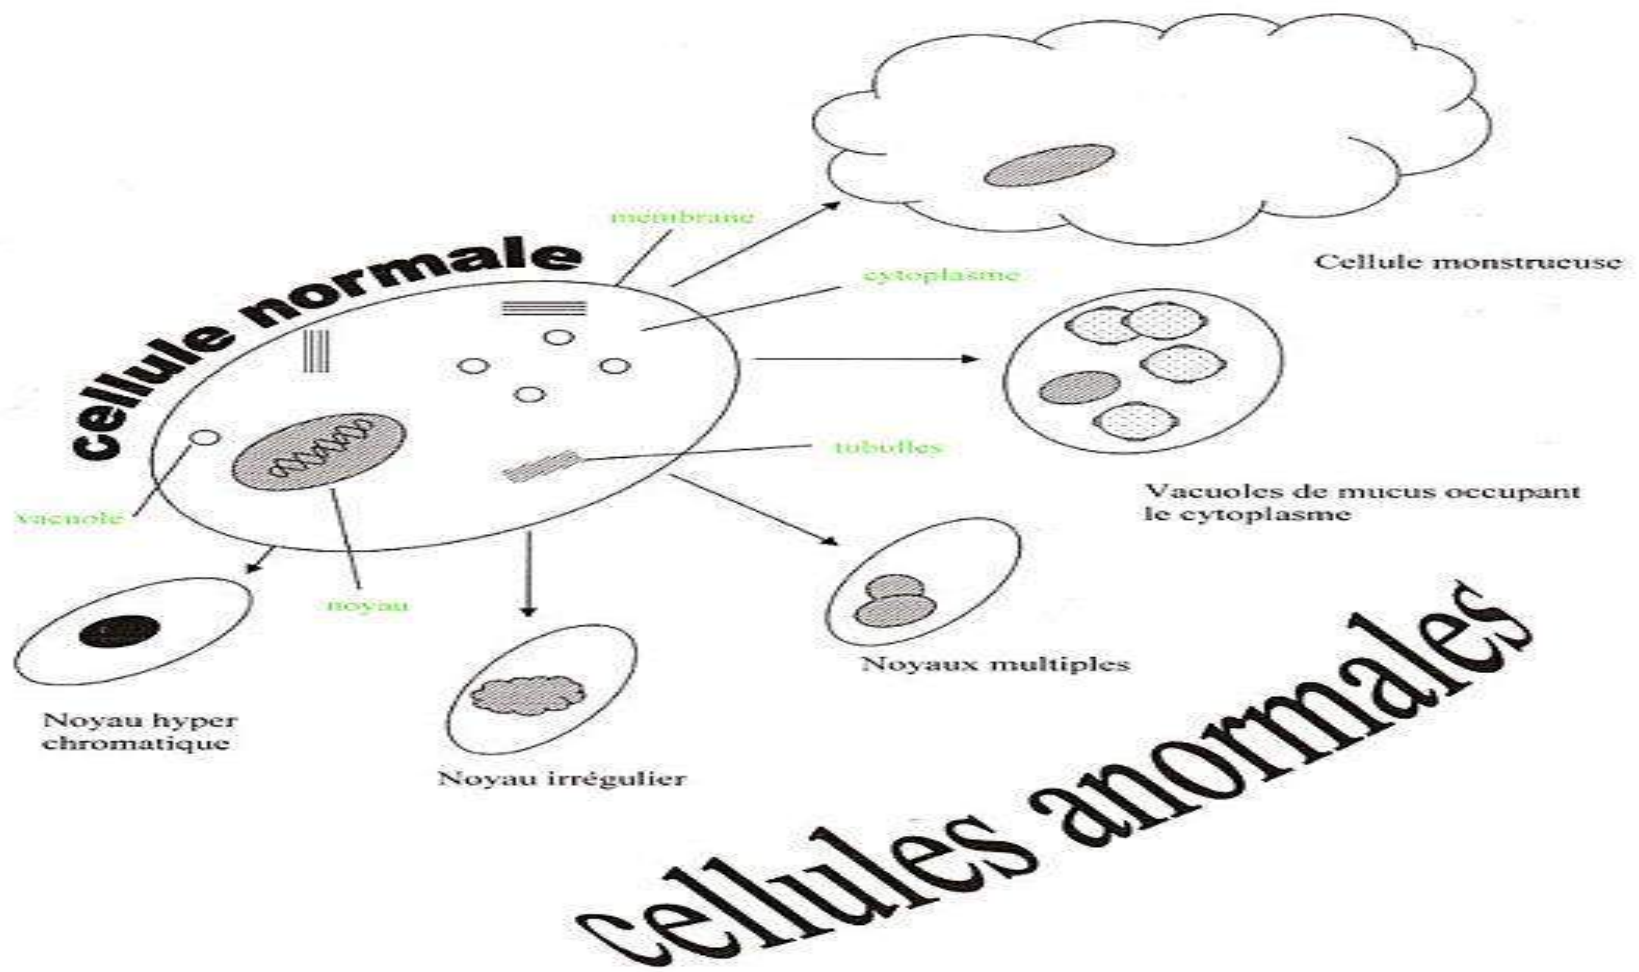 membrane
cellule normale
Cellule monstrueuse
cytoplasme
tubulles
Vacuoles de mucus occupant
le cytoplasme
vacuole
noyau
Noyaux multiples
Noyau hyper
chromatique
Noyau irrégulier
cellules anormales